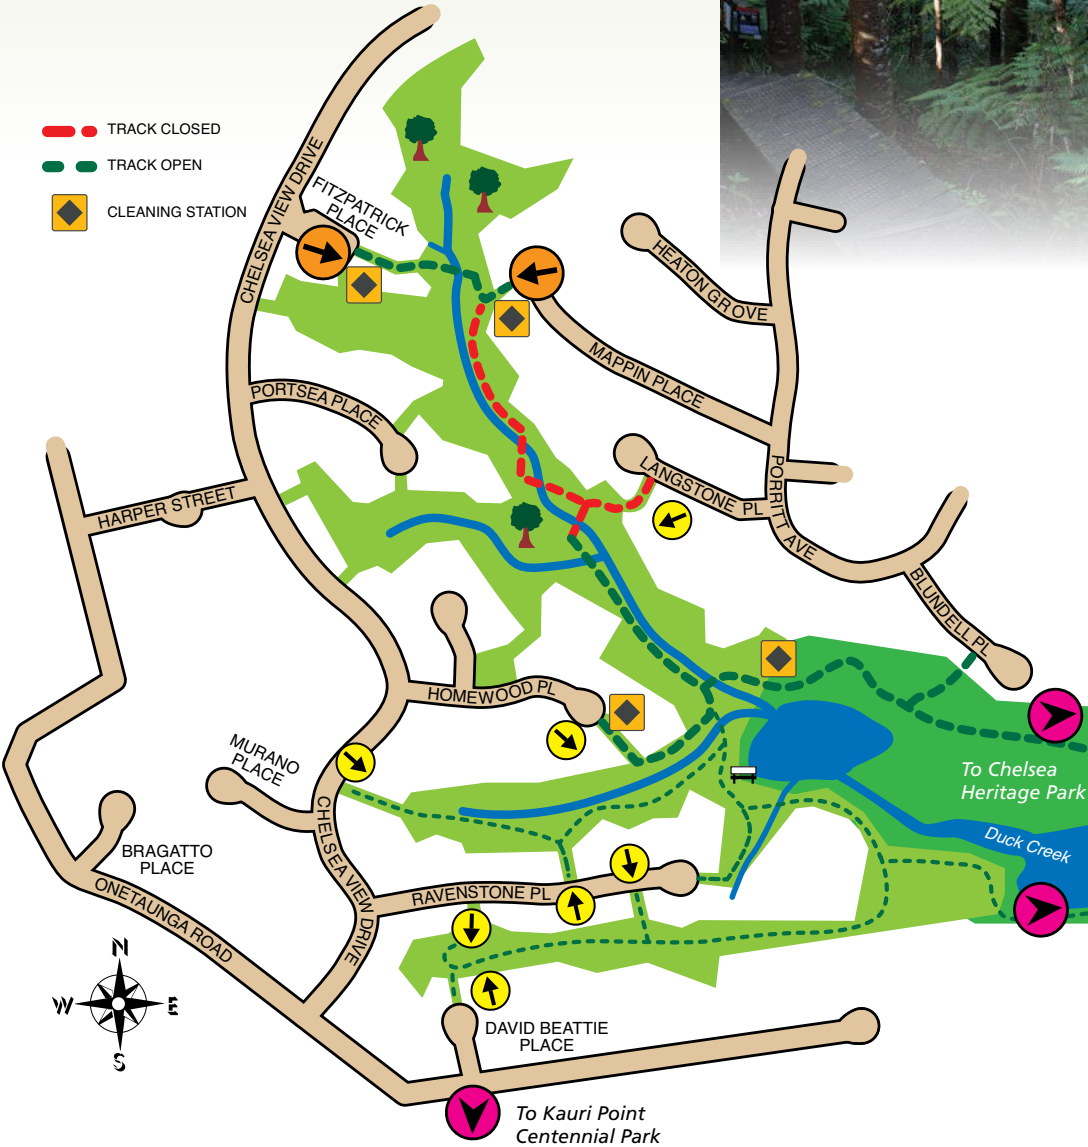 TRACK CLOSED
TRACK OPEN
CLEANING STATION
CHELSEA VIEW DRIVE
FITZPATRICK
PLACE
HEATON GROVE
MAPPIN PLACE
PORTSEA PLACE
HARPER STREET
LANGSTONE PL
PORRITT AVE
BLUNDELL PL
HOMEWOOD PL
MURANO
PLACE
To Chelsea
Heritage Park
Duck Creek
CHELSEA VIEW DRIVE
BRAGATTO
PLACE
RAVENSTONE PL
ONETAUNGA ROAD
N
W
E
S
DAVID BEATTIE
PLACE
To Kauri Point
Centennial Park